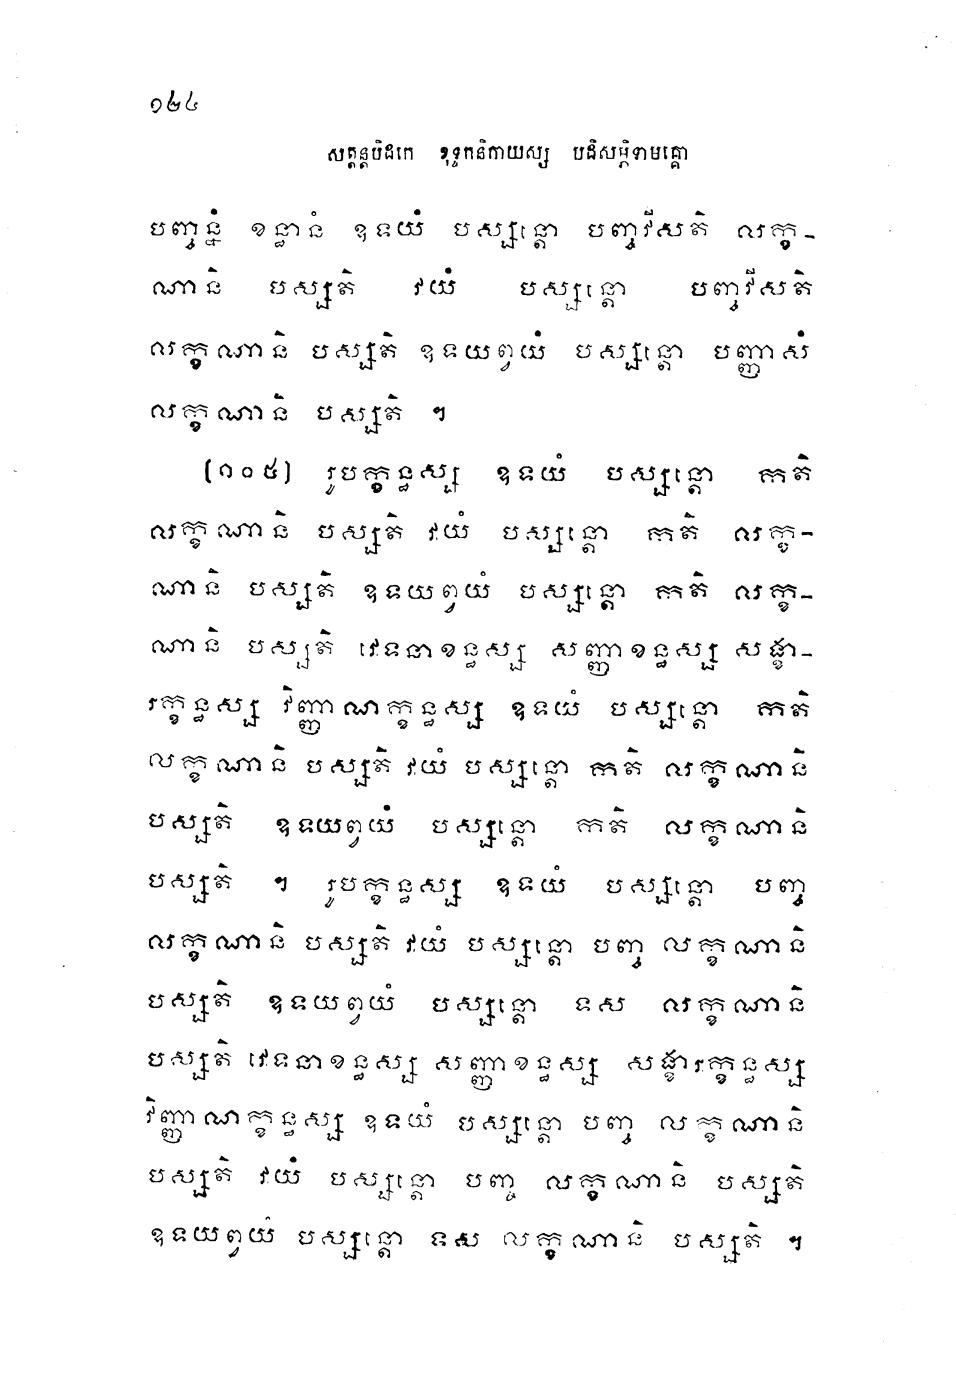 ១២៤
សុត្តន្តបិដកេ ខុទ្ទកនិកាយស្ស បដិសម្ភិទាមគ្គោ
បញ្ចន្នំ ខន្ធានំ ឧទយំ បស្សន្តោ បញ្ចវីសតិ លក្ខ-
ណានិ បស្សតិ វយំ បស្សន្តោ បញ្ចវីសតិ
លក្ខណានិ បស្សតិ ឧទយព្វយំ បស្សន្តោ បញ្ញាសំ
លក្ខណានិ បស្សតិ ។
(១០៥) រូបក្ខន្ធស្ស ឧទយំ បស្សន្តោ កតិ
លក្ខណានិ បស្សតិ វយំ បស្សន្តោ កតិ លក្ខ-
ណានិ បស្សតិ ឧទយព្វយំ បស្សន្តោ កតិ លក្ខ-
ណានិ បស្សតិ វេទនាខន្ធស្ស សញ្ញាខន្ធស្ស សង្ខា-
រក្ខន្ធស្ស វិញ្ញាណក្ខន្ធស្ស ឧទយំ បស្សន្តោ កតិ
លក្ខណានិ បស្សតិ វយំ បស្សន្តោ កតិ លក្ខណានិ
បស្សតិ ឧទយព្វយំ បស្សន្តោ កតិ លក្ខណានិ
បស្សតិ ។ រូបក្ខន្ធស្ស ឧទយំ បស្សន្តោ បញ្ច
លក្ខណានិ បស្សតិ វយំ បស្សន្តោ បញ្ច លក្ខណានិ
បស្សតិ ឧទយព្វយំ បស្សន្តោ ទស លក្ខណានិ
បស្សតិ វេទនាខន្ធស្ស សញ្ញាខន្ធស្ស សង្ខារក្ខន្ធស្ស
វិញ្ញាណក្ខន្ធស្ស ឧទយំ បស្សន្តោ បញ្ច លក្ខណានិ
បស្សតិ វយំ បស្សន្តោ បញ្ច លក្ខណានិ បស្សតិ
ឧទយព្វយំ បស្សន្តោ ទស លក្ខណានិ បស្សតិ ។